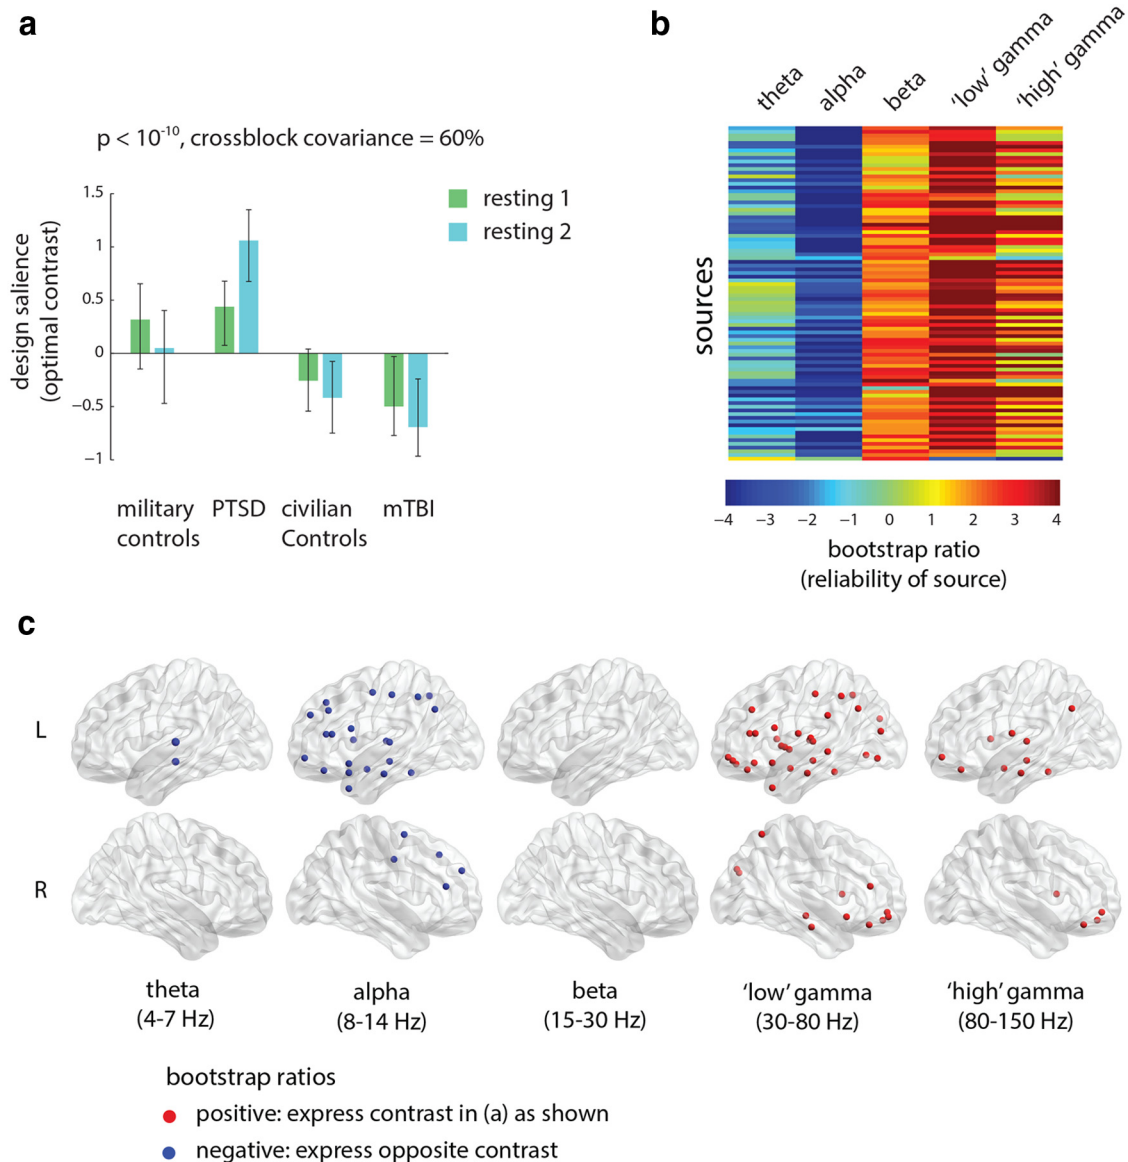 a
p < 10⁻¹⁰, crossblock covariance = 60%
design salience
(optimal contrast)
1.5
1
0.5
0
−0.5
−1
resting 1
resting 2
military
controls
PTSD
civilian
Controls
mTBI
b
theta
alpha
beta
'low' gamma
'high' gamma
sources
−4 −3 −2 −1 0 1 2 3 4
bootstrap ratio
(reliability of source)
c
L
R
theta
(4-7 Hz)
alpha
(8-14 Hz)
beta
(15-30 Hz)
'low' gamma
(30-80 Hz)
'high' gamma
(80-150 Hz)
bootstrap ratios
positive: express contrast in (a) as shown
negative: express opposite contrast